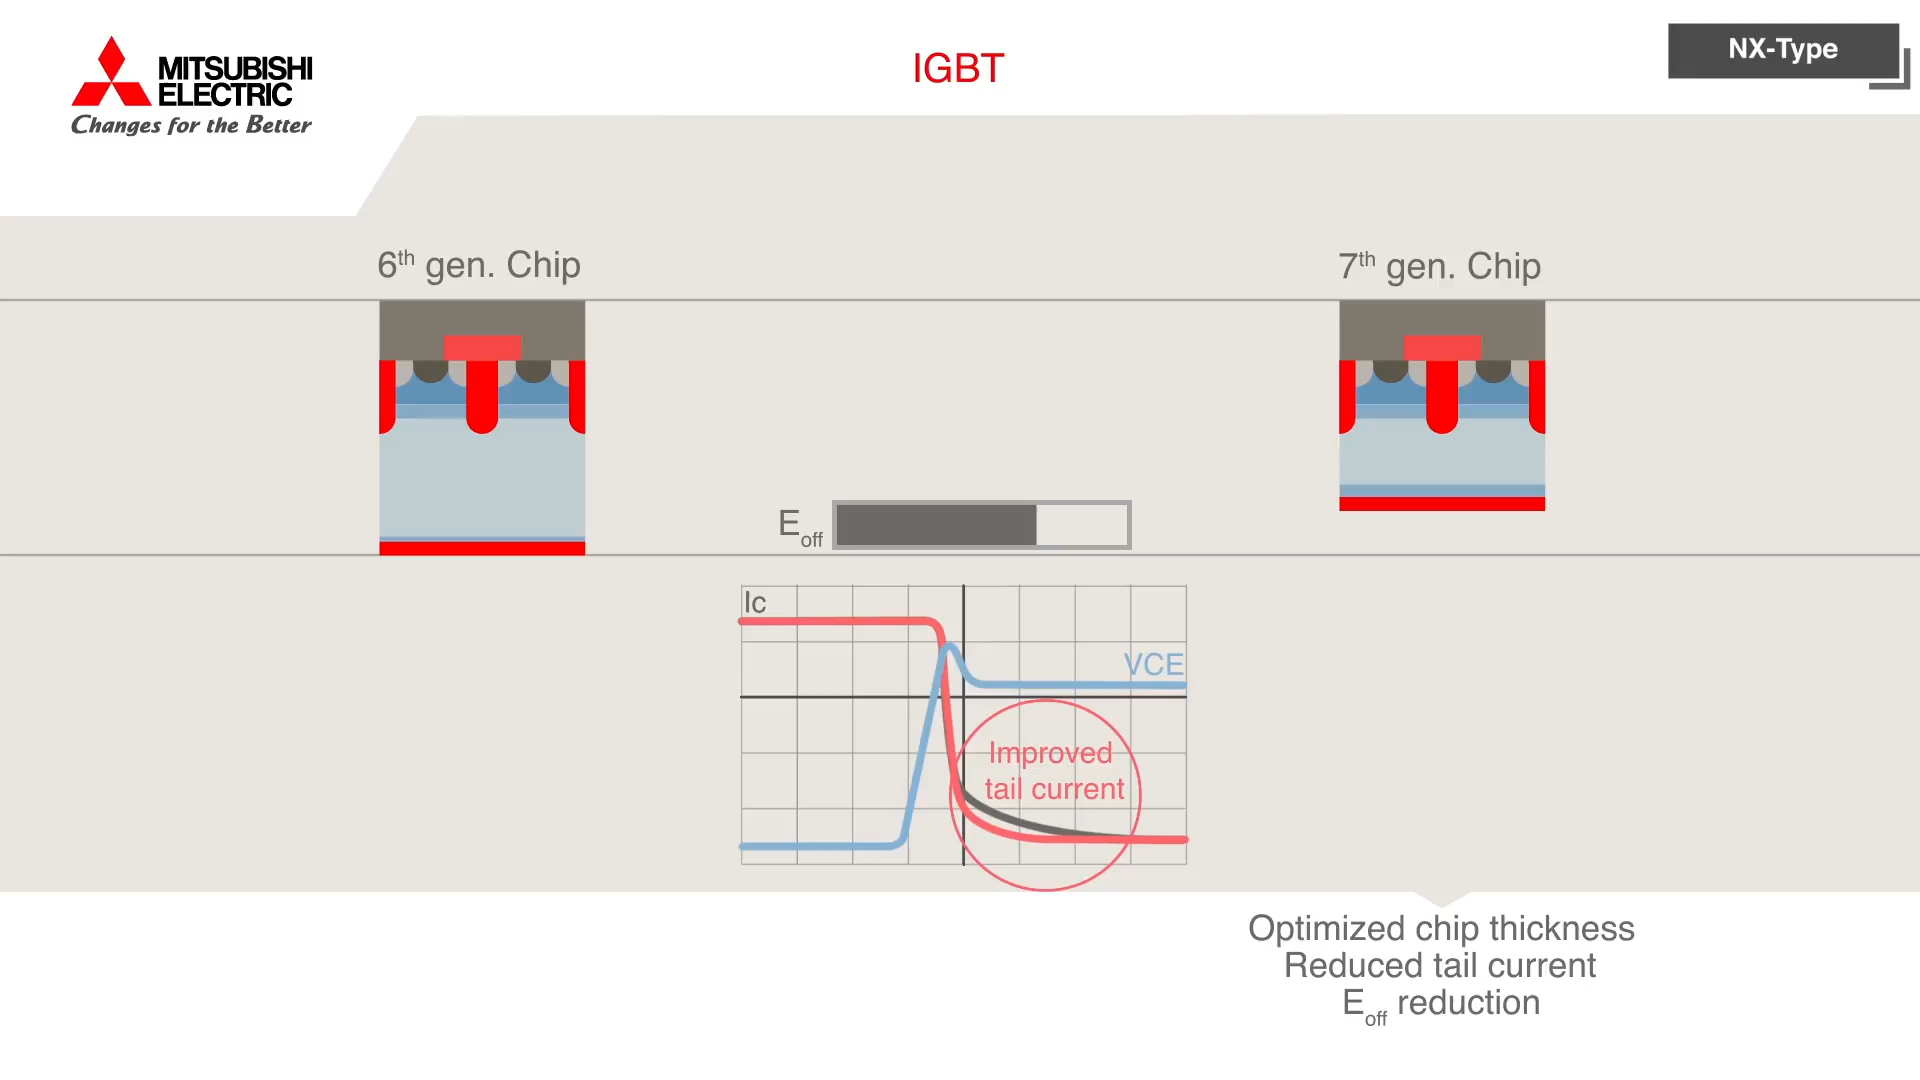 MITSUBISHI
ELECTRIC
Changes for the Better
IGBT
NX-Type
6th gen. Chip
7th gen. Chip
Eoff
Ic
VCE
Improved
tail current
Optimized chip thickness
Reduced tail current
Eoff reduction